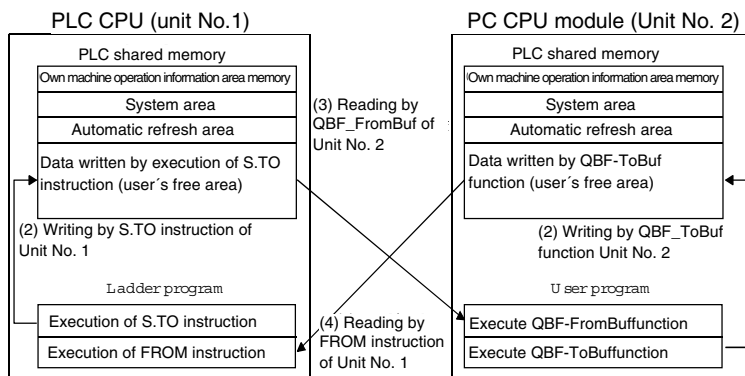 PLC CPU (unit No.1)
PLC shared memory
Own machine operation information area memory
System area
Automatic refresh area
Data written by execution of S.TO
instruction (user´s free area)
(2) Writing by S.TO instruction of
Unit No. 1
Ladder program
Execution of S.TO instruction
Execution of FROM instruction
(3) Reading by
QBF_FromBuf of
Unit No. 2
(4) Reading by
FROM instruction
of Unit No. 1
PC CPU module (Unit No. 2)
PLC shared memory
Own machine operation information area memory
System area
Automatic refresh area
Data written by QBF-ToBuf
function (user´s free area)
(2) Writing by QBF_ToBuf
function Unit No. 2
User program
Execute QBF-FromBuffunction
Execute QBF-ToBuffunction